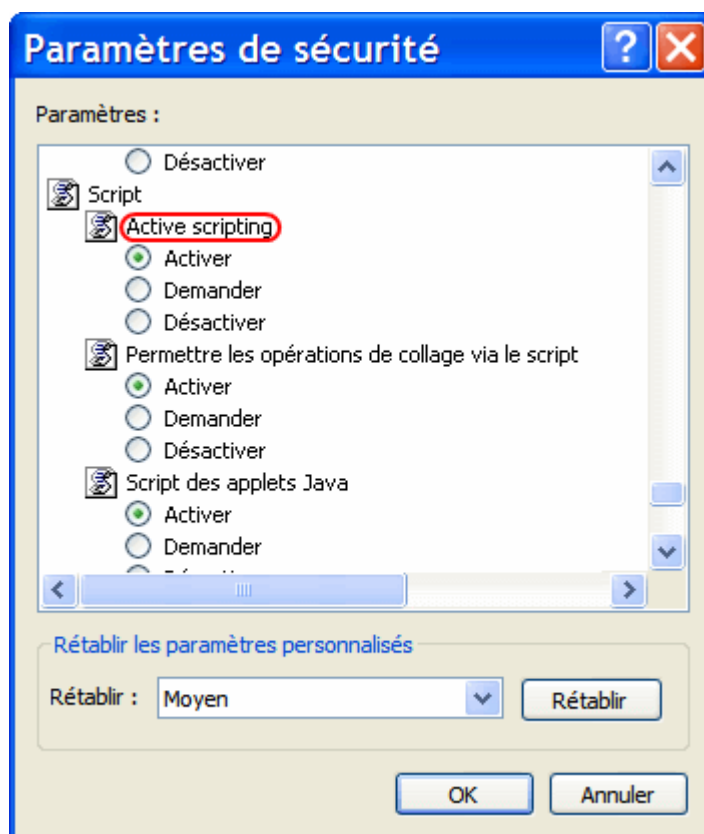 Paramètres de sécurité
Paramètres :
Désactiver
Script
Active scripting
Activer
Demander
Désactiver
Permettre les opérations de collage via le script
Activer
Demander
Désactiver
Script des applets Java
Activer
Demander
Rétablir les paramètres personnalisés
Rétablir : Moyen Rétablir
OK Annuler